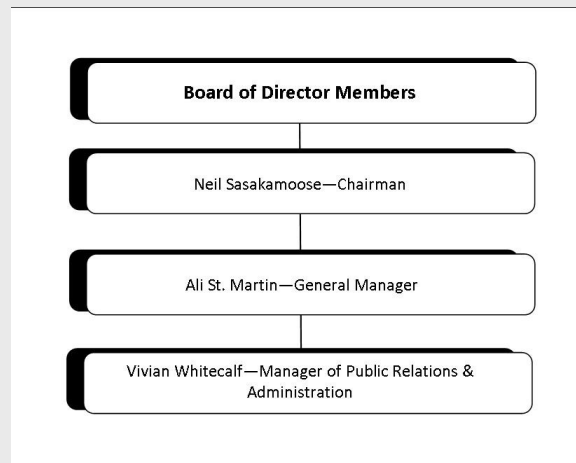 Board of Director Members
Neil Sasakamoose—Chairman
Ali St. Martin—General Manager
Vivian Whitecalf—Manager of Public Relations &
Administration